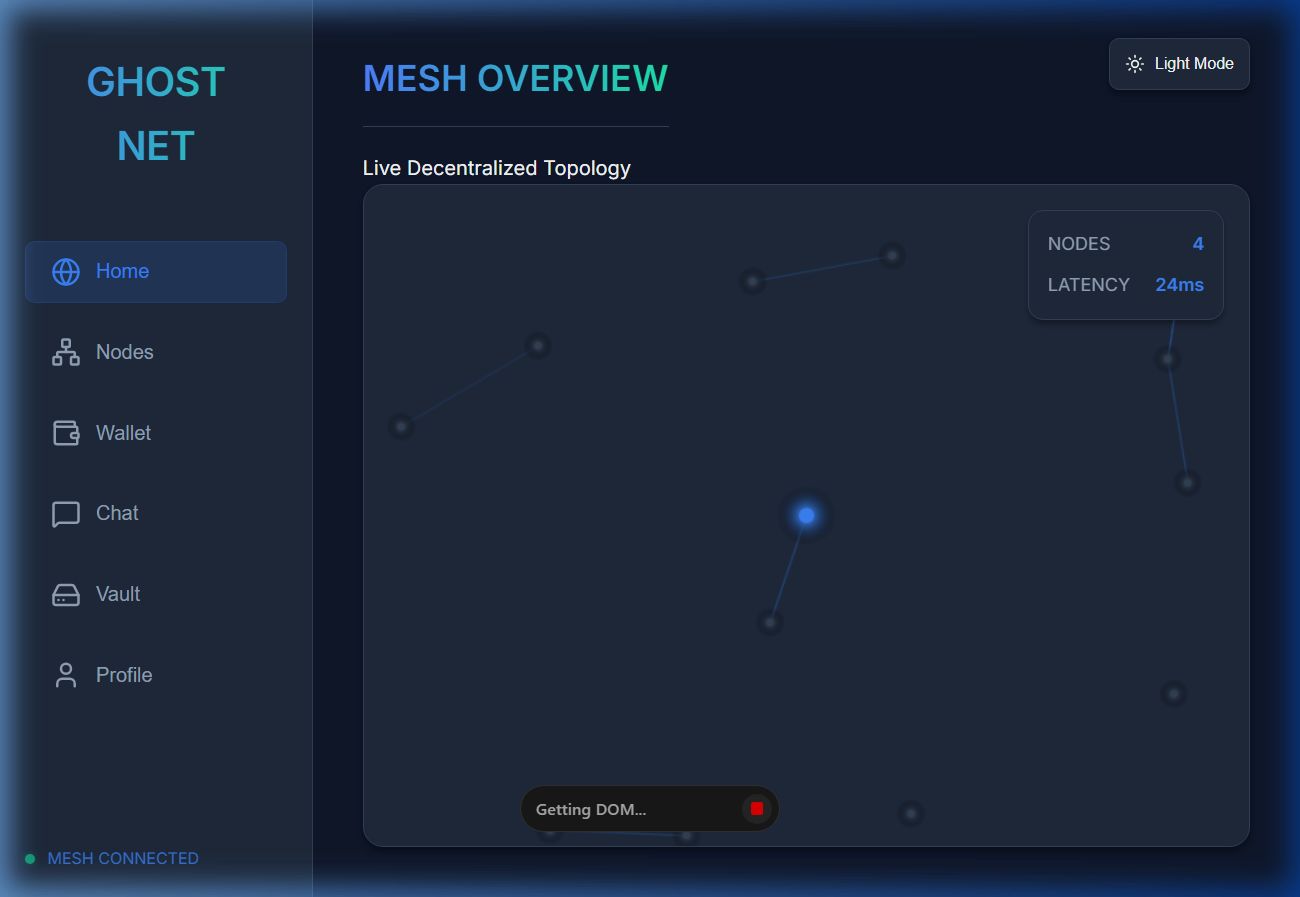 GHOST
NET
Home
Nodes
Wallet
Chat
Vault
Profile
MESH CONNECTED
MESH OVERVIEW
Light Mode
Live Decentralized Topology
NODES 4
LATENCY 24ms
Getting DOM...